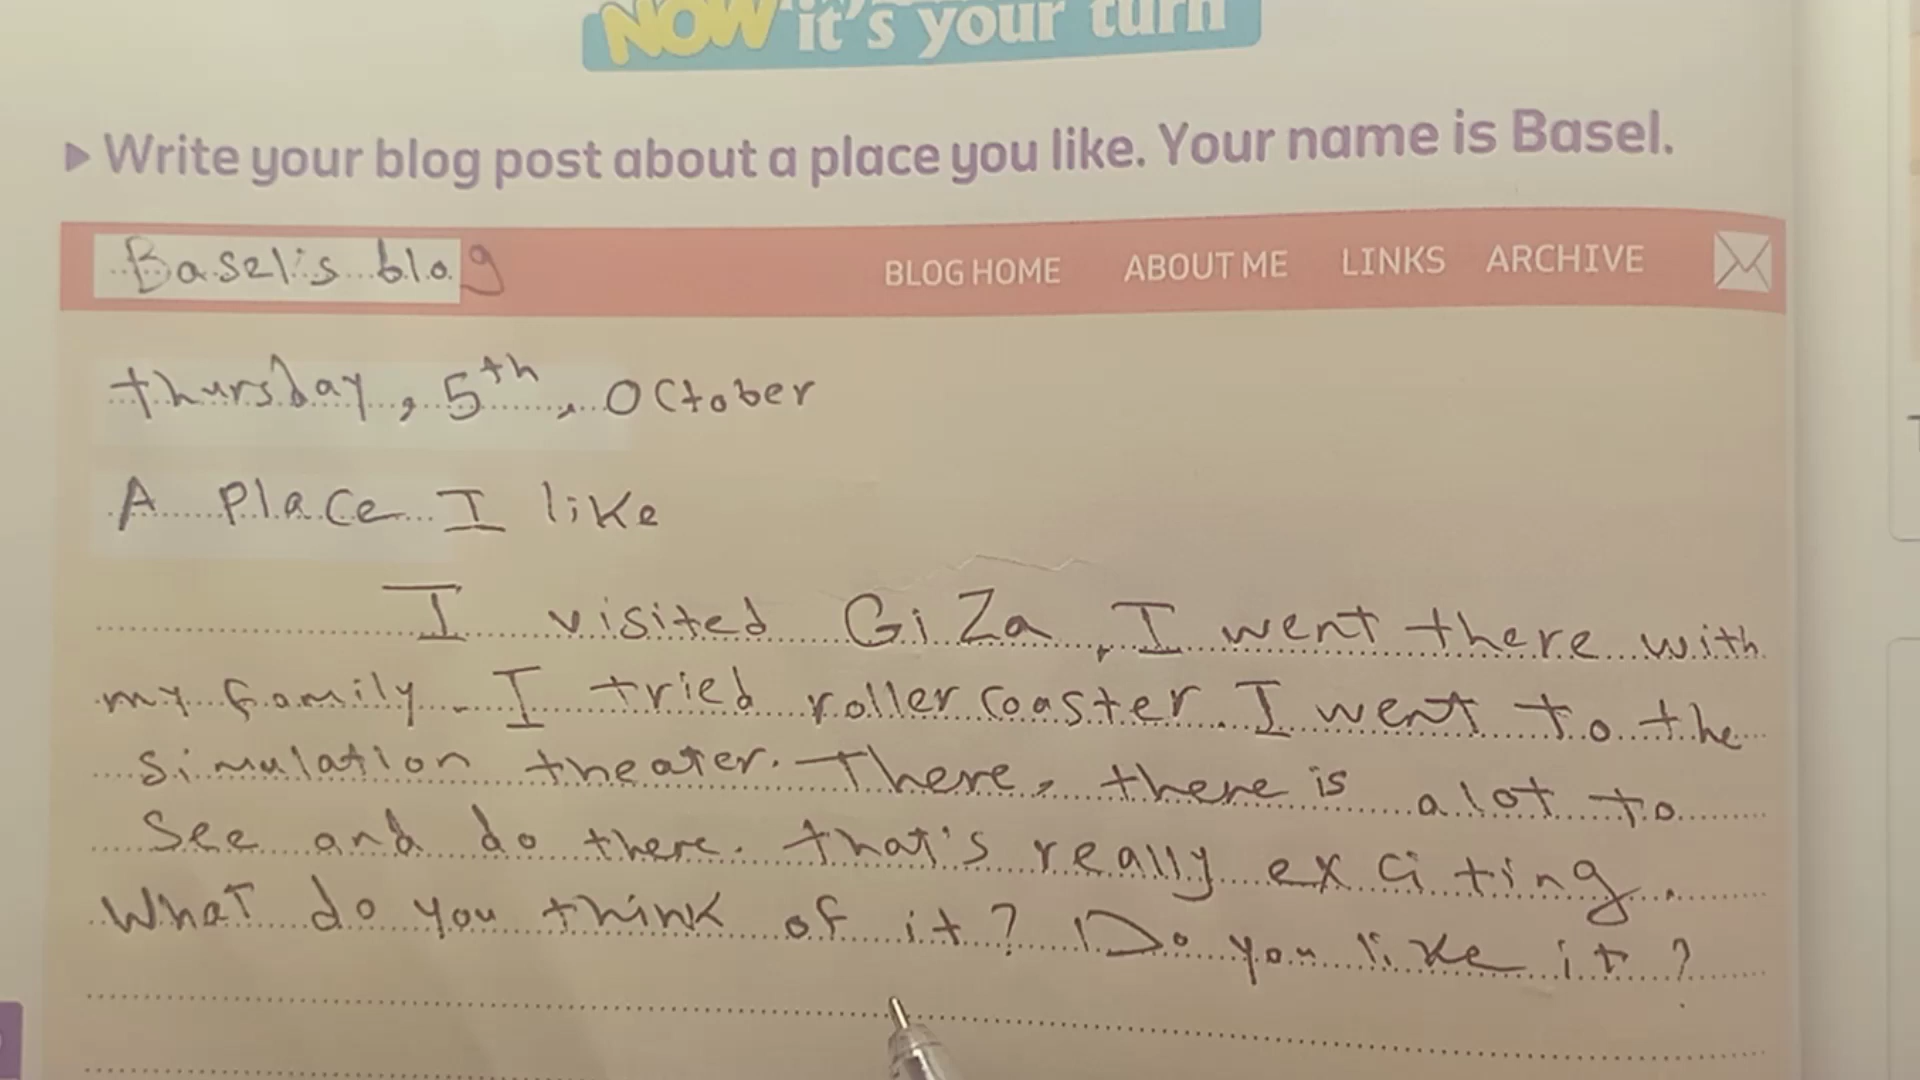 NOW it's your turn
Write your blog post about a place you like. Your name is Basel.
Basel's blog
BLOG HOME ABOUT ME LINKS ARCHIVE
thursday, 5th, October
A place I like
I visited GiZa, I went there with
my family. I tried roller coaster. I went to the
simulation theater. There, there is a lot to
See and do there. that's really exciting.
What do you think of it? Do you like it?